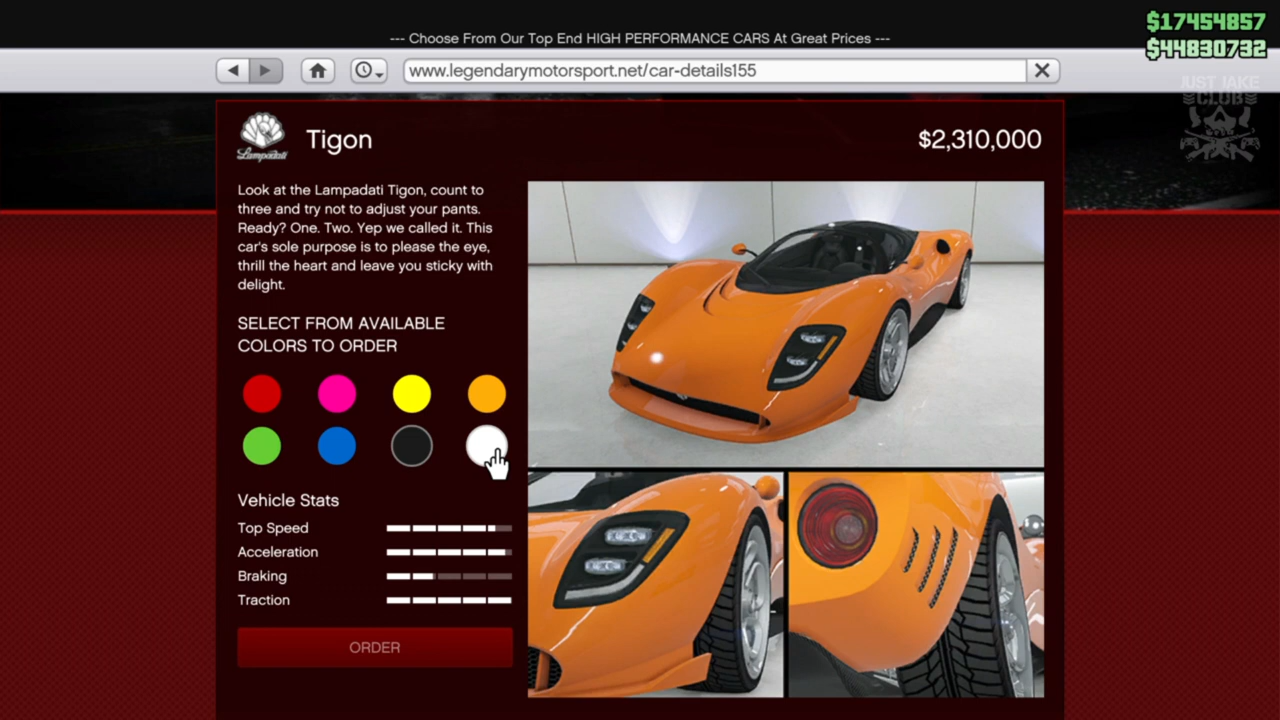 $17454857
--- Choose From Our Top End HIGH PERFORMANCE CARS At Great Prices ---
$44830732
www.legendarymotorsport.net/car-details155
JUST JAKE
CLUB
Lampadati
Tigon
$2,310,000
Look at the Lampadati Tigon, count to
three and try not to adjust your pants.
Ready? One. Two. Yep we called it. This
car's sole purpose is to please the eye,
thrill the heart and leave you sticky with
delight.
SELECT FROM AVAILABLE
COLORS TO ORDER
Vehicle Stats
Top Speed
Acceleration
Braking
Traction
ORDER